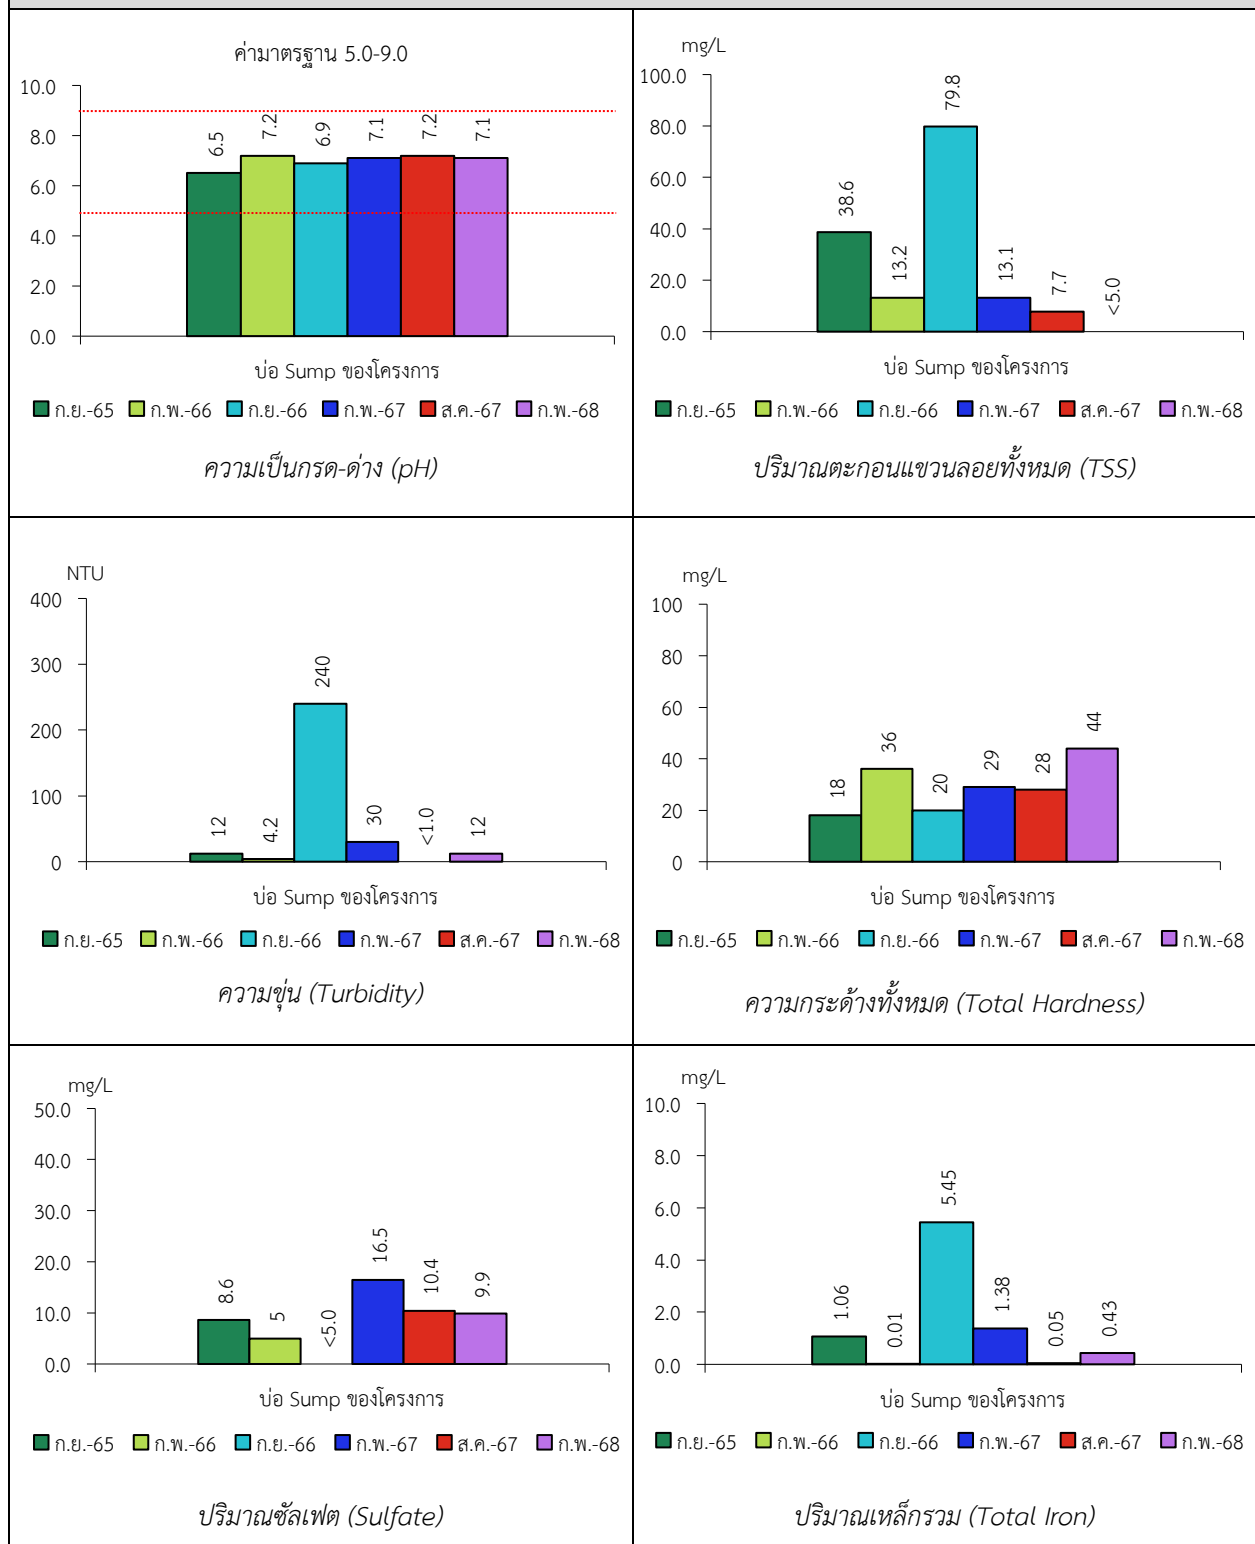 ค่ามาตรฐาน 5.0-9.0
10.0
8.0
6.0
4.0
2.0
0.0
6.5
7.2
6.9
7.1
7.2
7.1
บ่อ Sump ของโครงการ
ก.ย.-65 ก.พ.-66 ก.ย.-66 ก.พ.-67 ส.ค.-67 ก.พ.-68
ความเป็นกรด-ด่าง (pH)
mg/L
100.0
80.0
60.0
40.0
20.0
0.0
38.6
13.2
79.8
13.1
7.7
<5.0
บ่อ Sump ของโครงการ
ก.ย.-65 ก.พ.-66 ก.ย.-66 ก.พ.-67 ส.ค.-67 ก.พ.-68
ปริมาณตะกอนแขวนลอยทั้งหมด (TSS)
NTU
400
300
200
100
0
12
4.2
240
30
<1.0
12
บ่อ Sump ของโครงการ
ก.ย.-65 ก.พ.-66 ก.ย.-66 ก.พ.-67 ส.ค.-67 ก.พ.-68
ความขุ่น (Turbidity)
mg/L
100
80
60
40
20
0
18
36
20
29
28
44
บ่อ Sump ของโครงการ
ก.ย.-65 ก.พ.-66 ก.ย.-66 ก.พ.-67 ส.ค.-67 ก.พ.-68
ความกระด้างทั้งหมด (Total Hardness)
mg/L
50.0
40.0
30.0
20.0
10.0
0.0
8.6
5
<5.0
16.5
10.4
9.9
บ่อ Sump ของโครงการ
ก.ย.-65 ก.พ.-66 ก.ย.-66 ก.พ.-67 ส.ค.-67 ก.พ.-68
ปริมาณซัลเฟต (Sulfate)
mg/L
10.0
8.0
6.0
4.0
2.0
0.0
1.06
0.01
5.45
1.38
0.05
0.43
บ่อ Sump ของโครงการ
ก.ย.-65 ก.พ.-66 ก.ย.-66 ก.พ.-67 ส.ค.-67 ก.พ.-68
ปริมาณเหล็กรวม (Total Iron)